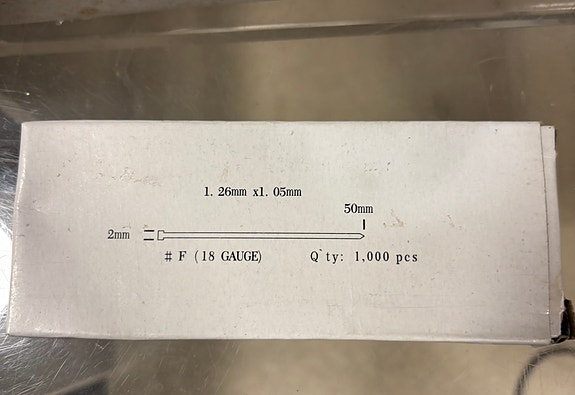 1. 26mm x1. 05mm
50mm
2mm
# F (18 GAUGE) Q`ty: 1,000 pcs